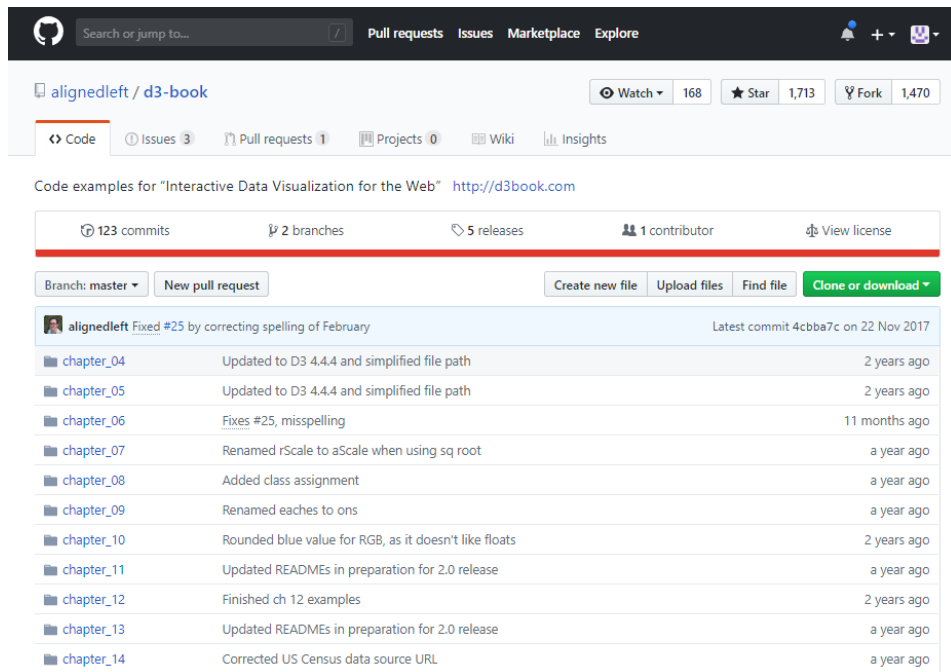 Search or jump to... / Pull requests Issues Marketplace Explore
alignedleft / d3-book Watch 168 Star 1,713 Fork 1,470
Code Issues 3 Pull requests 1 Projects 0 Wiki Insights
Code examples for “Interactive Data Visualization for the Web” http://d3book.com
123 commits 2 branches 5 releases 1 contributor View license
Branch: master New pull request Create new file Upload files Find file Clone or download
alignedleft Fixed #25 by correcting spelling of February Latest commit 4cbba7c on 22 Nov 2017
chapter_04 Updated to D3 4.4.4 and simplified file path 2 years ago
chapter_05 Updated to D3 4.4.4 and simplified file path 2 years ago
chapter_06 Fixes #25, misspelling 11 months ago
chapter_07 Renamed rScale to aScale when using sq root a year ago
chapter_08 Added class assignment a year ago
chapter_09 Renamed eaches to ons a year ago
chapter_10 Rounded blue value for RGB, as it doesn't like floats 2 years ago
chapter_11 Updated READMEs in preparation for 2.0 release a year ago
chapter_12 Finished ch 12 examples 2 years ago
chapter_13 Updated READMEs in preparation for 2.0 release a year ago
chapter_14 Corrected US Census data source URL a year ago